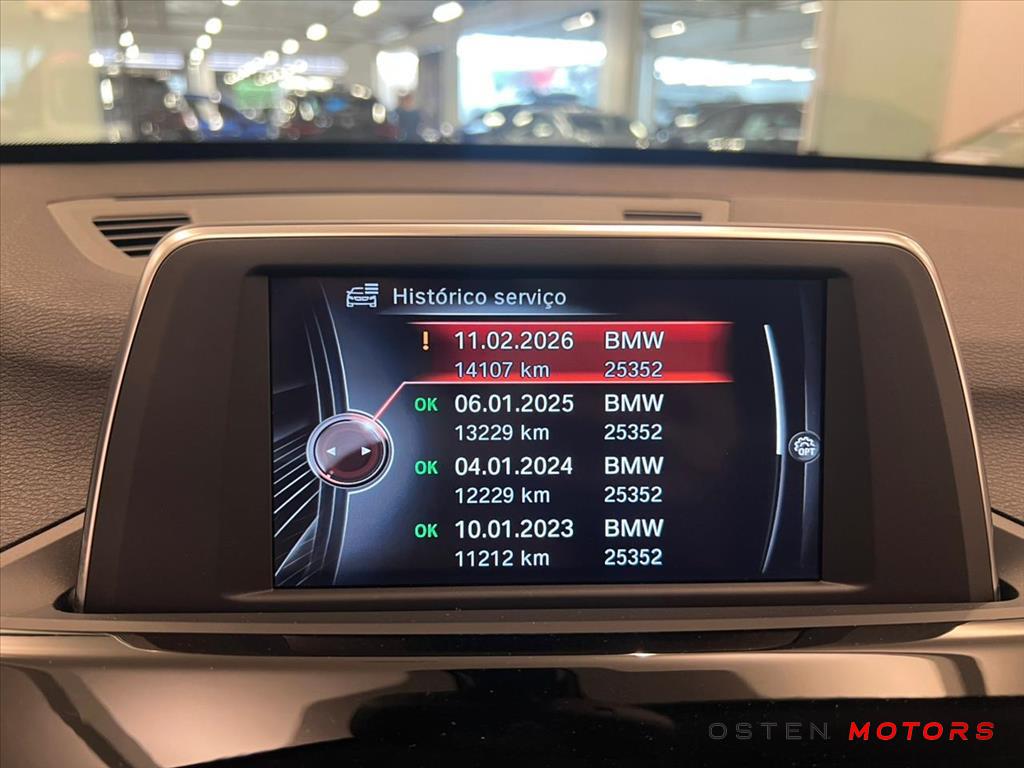 Histórico serviço
! 11.02.2026 BMW
14107 km 25352
OK 06.01.2025 BMW
13229 km 25352
OK 04.01.2024 BMW
12229 km 25352
OK 10.01.2023 BMW
11212 km 25352
OPT
OSTEN MOTORS